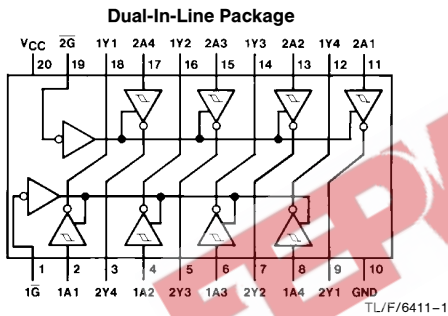 Dual-In-Line Package
VCC 2G 1Y1 2A4 1Y2 2A3 1Y3 2A2 1Y4 2A1
20 19 18 17 16 15 14 13 12 11
1 2 3 4 5 6 7 8 9 10
1G 1A1 2Y4 1A2 2Y3 1A3 2Y2 1A4 2Y1 GND
TL/F/6411–1
EEPW